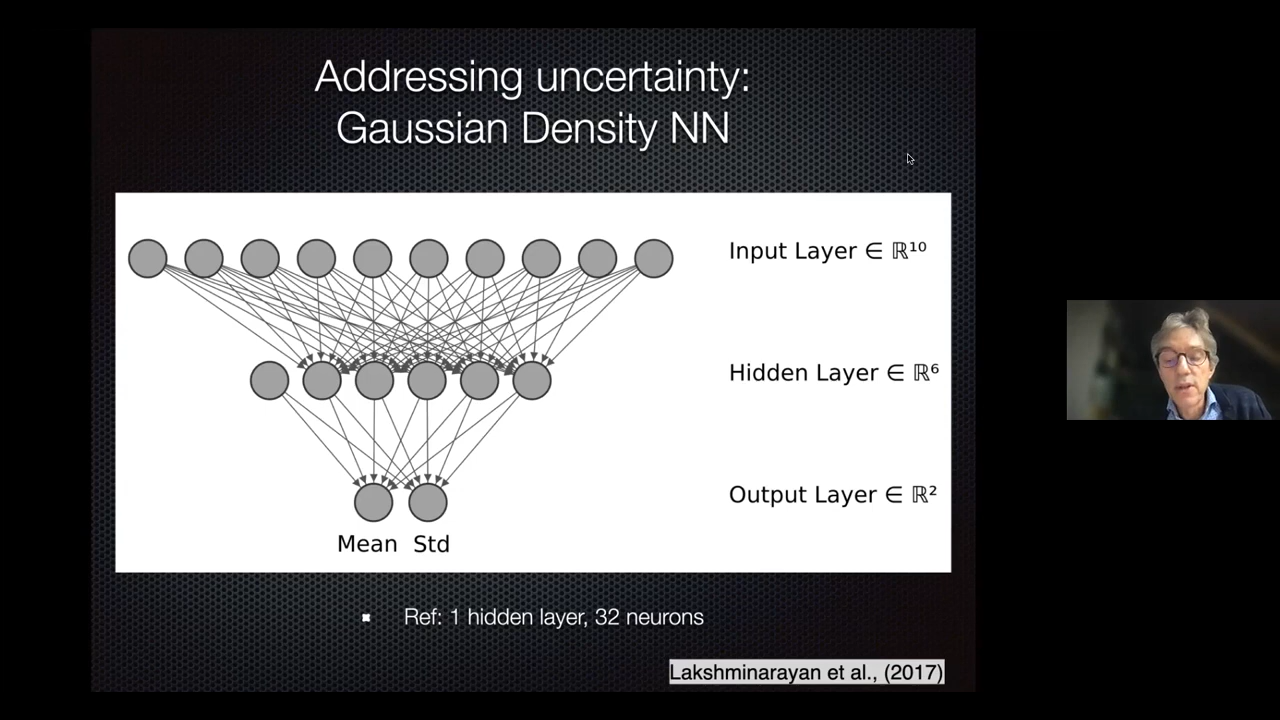 Addressing uncertainty:
Gaussian Density NN
Input Layer ∈ ℝ¹⁰
Hidden Layer ∈ ℝ⁶
Output Layer ∈ ℝ²
Mean Std
Ref: 1 hidden layer, 32 neurons
Lakshminarayan et al., (2017)